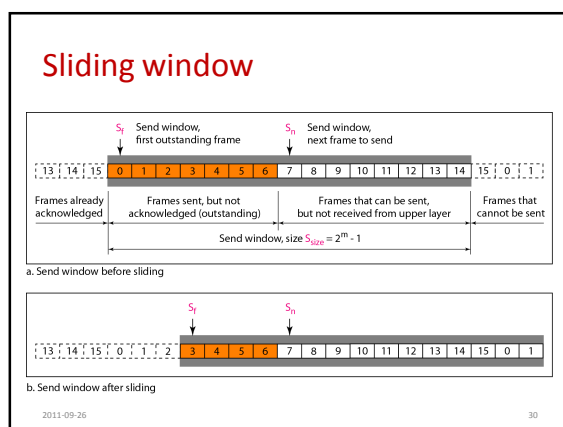 Sliding window
Sf Send window, first outstanding frame
Sn Send window, next frame to send
13 14 15 0 1 2 3 4 5 6 7 8 9 10 11 12 13 14 15 0 1
Frames already acknowledged
Frames sent, but not acknowledged (outstanding)
Frames that can be sent, but not received from upper layer
Frames that cannot be sent
Send window, size Ssize = 2^m - 1
a. Send window before sliding
Sf Sn
13 14 15 0 1 2 3 4 5 6 7 8 9 10 11 12 13 14 15 0 1
b. Send window after sliding
2011-09-26 30